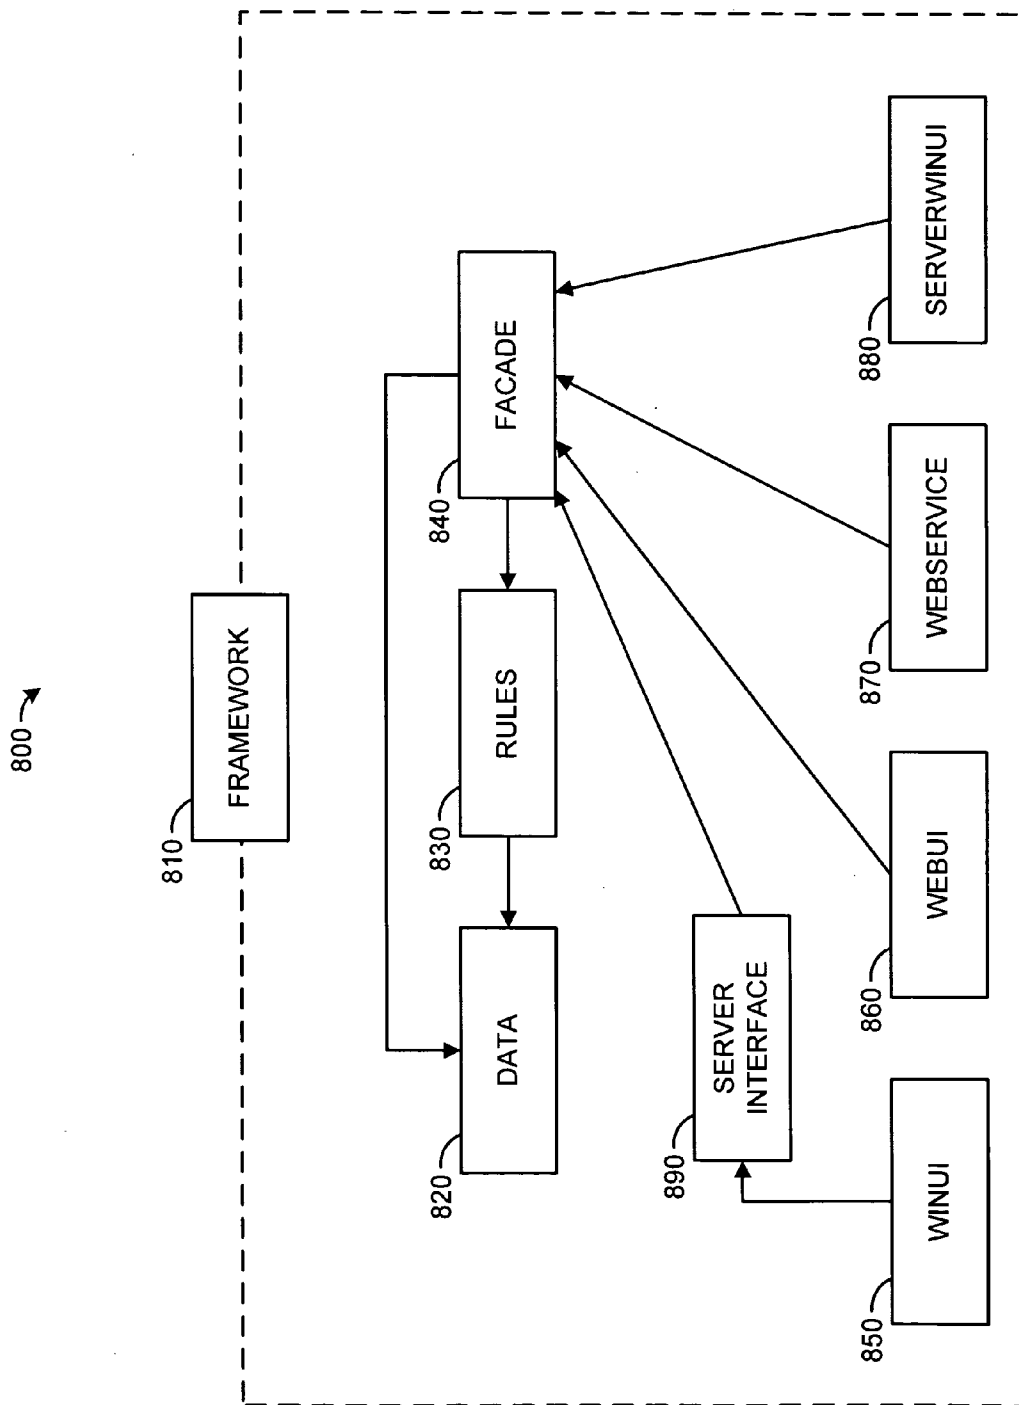 800
810
FRAMEWORK
820
DATA
830
RULES
840
FACADE
890
SERVER
INTERFACE
850
WINUI
860
WEBUI
870
WEBSERVICE
880
SERVERWINUI